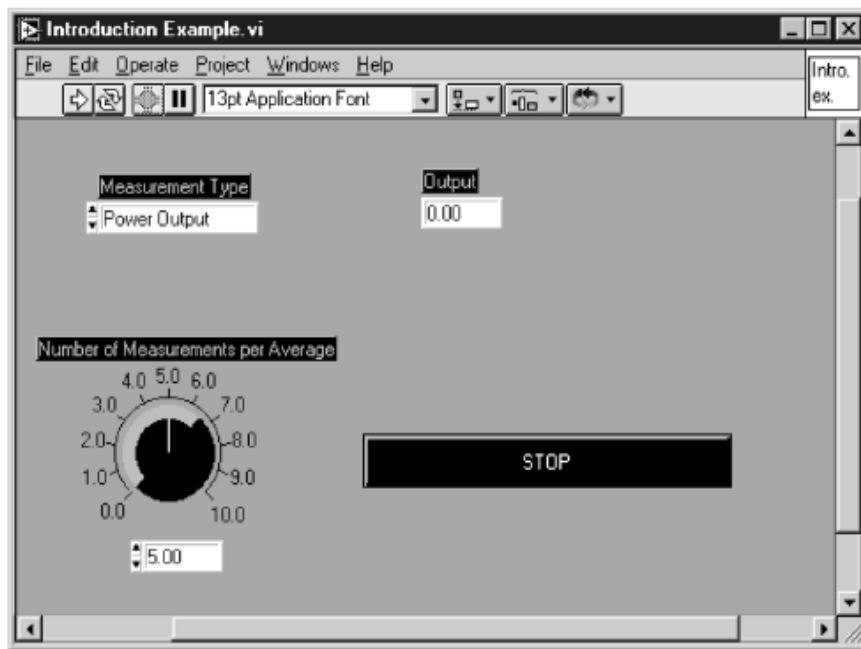 Introduction Example.vi
File Edit Operate Project Windows Help
Intro. ex.
13pt Application Font
Measurement Type
Power Output
Output
0.00
Number of Measurements per Average
0.0
1.0
2.0
3.0
4.0
5.0
6.0
7.0
8.0
9.0
10.0
5.00
STOP